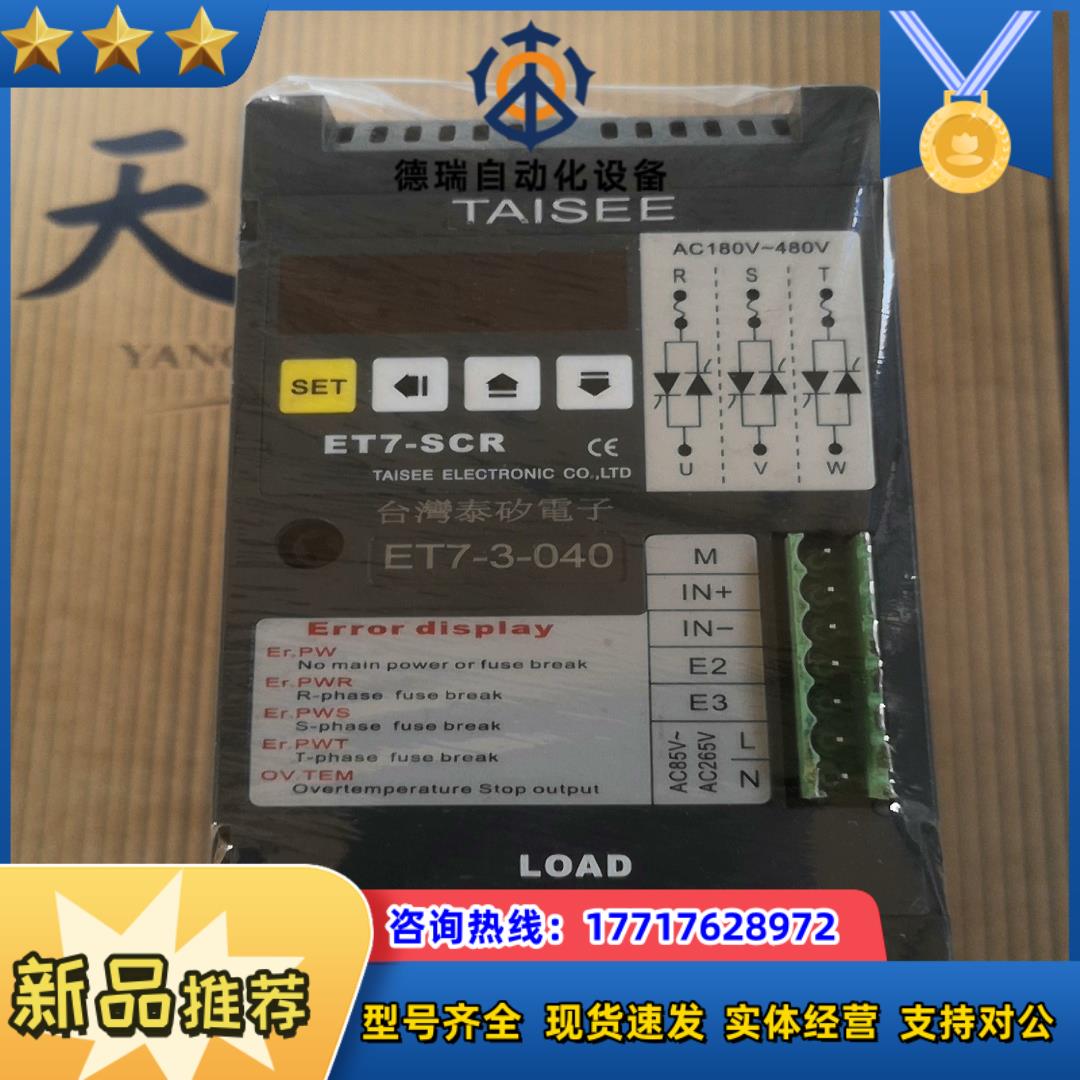 德瑞自动化设备
TAISEE
天
YANG
AC180V~480V
R S T
SET
ET7-SCR CE
TAISEE ELECTRONIC CO.,LTD
U V W
台灣泰矽電子
ET7-3-040
M
IN+
IN-
E2
E3
AC85V~
AC265V
L
N
Error display
Er.PW
No main power or fuse break
Er.PWR
R-phase fuse break
Er.PWS
S-phase fuse break
Er.PWT
T-phase fuse break
OV.TEM
Overtemperature Stop output
LOAD
咨询热线：17717628972
新品推荐
型号齐全 现货速发 实体经营 支持对公